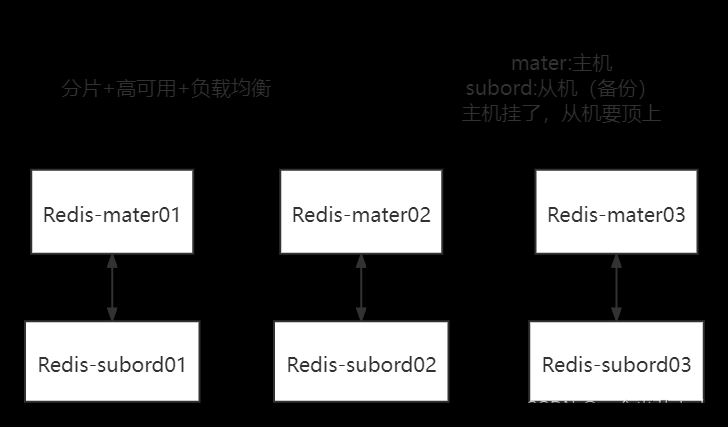 分片+高可用+负载均衡
mater:主机
subord:从机（备份）
主机挂了，从机要顶上
Redis-mater01
Redis-mater02
Redis-mater03
Redis-subord01
Redis-subord02
Redis-subord03